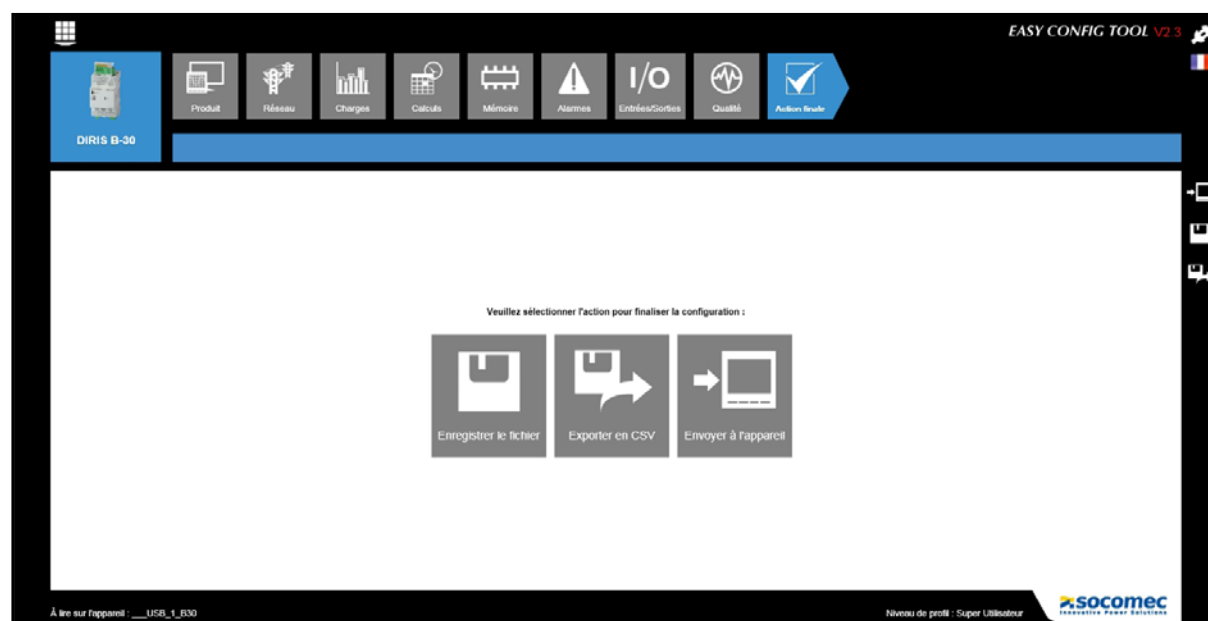 EASY CONFIG TOOL V2.3
I/O
Produit
Réseau
Charges
Calculs
Mémoire
Alarmes
Entrées/Sorties
Qualité
Action finale
DIRIS B-30
Veuillez sélectionner l'action pour finaliser la configuration :
Enregistrer le fichier
Exporter en CSV
Envoyer à l'appareil
À lire sur l'appareil : ___USB_1_B30
Niveau de profil : Super Utilisateur
socomec
Innovative Power Solutions